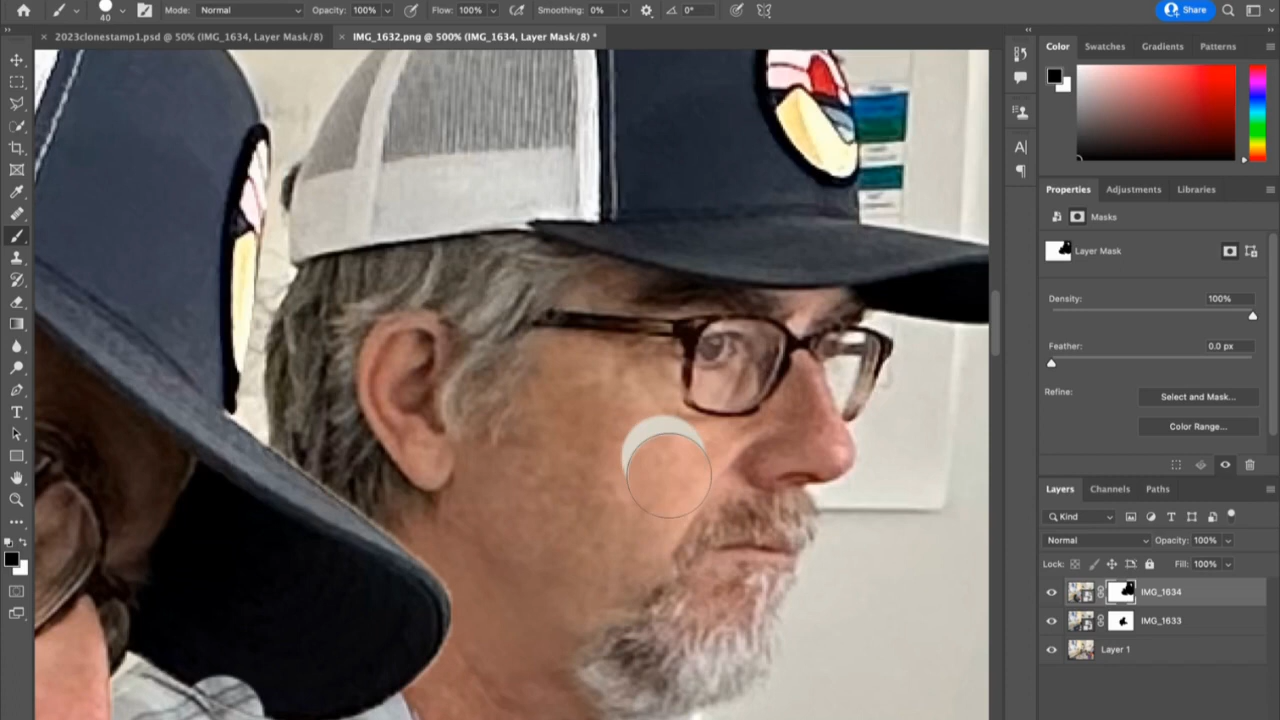 Mode: Normal Opacity: 100% Flow: 100% Smoothing: 0% 0° Share
40
2023clonestamp1.psd @ 50% (IMG_1634, Layer Mask/8)
IMG_1632.png @ 500% (IMG_1634, Layer Mask/8) *
Color Swatches Gradients Patterns
Properties Adjustments Libraries
Masks
Layer Mask
Density: 100%
Feather: 0.0 px
Refine: Select and Mask...
Color Range...
Layers Channels Paths
Kind
Normal Opacity: 100%
Lock: Fill: 100%
IMG_1634
IMG_1633
Layer 1